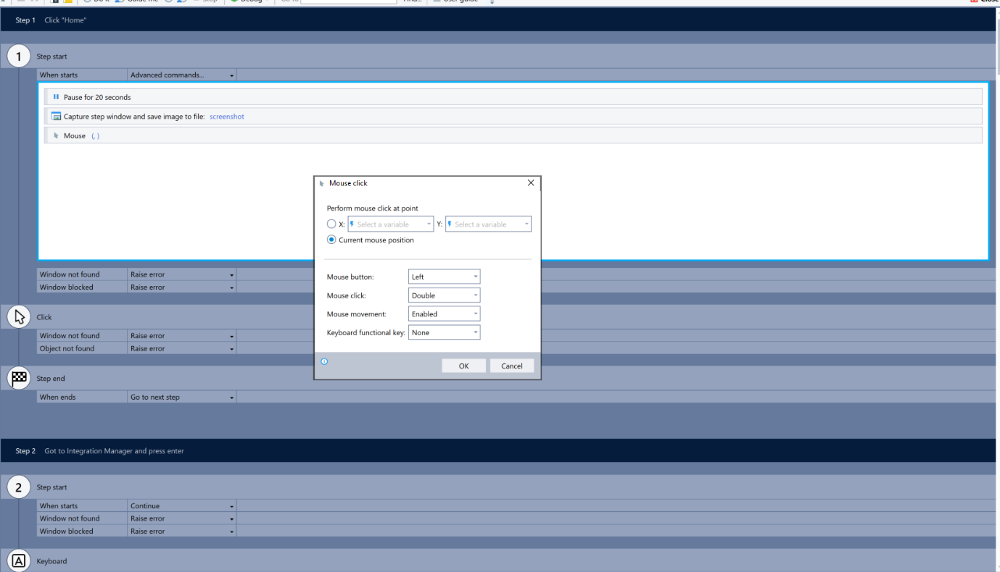 Do it Guide me Stop Debug Go to Find... User guide Close
Step 1 Click "Home"
1 Step start
When starts Advanced commands...
Pause for 20 seconds
Capture step window and save image to file: screenshot
Mouse (, )
Mouse click
Perform mouse click at point
X: Select a variable Y: Select a variable
Current mouse position
Mouse button: Left
Mouse click: Double
Mouse movement: Enabled
Keyboard functional key: None
OK Cancel
Window not found Raise error
Window blocked Raise error
Click
Window not found Raise error
Object not found Raise error
Step end
When ends Go to next step
Step 2 Got to Integration Manager and press enter
2 Step start
When starts Continue
Window not found Raise error
Window blocked Raise error
A Keyboard